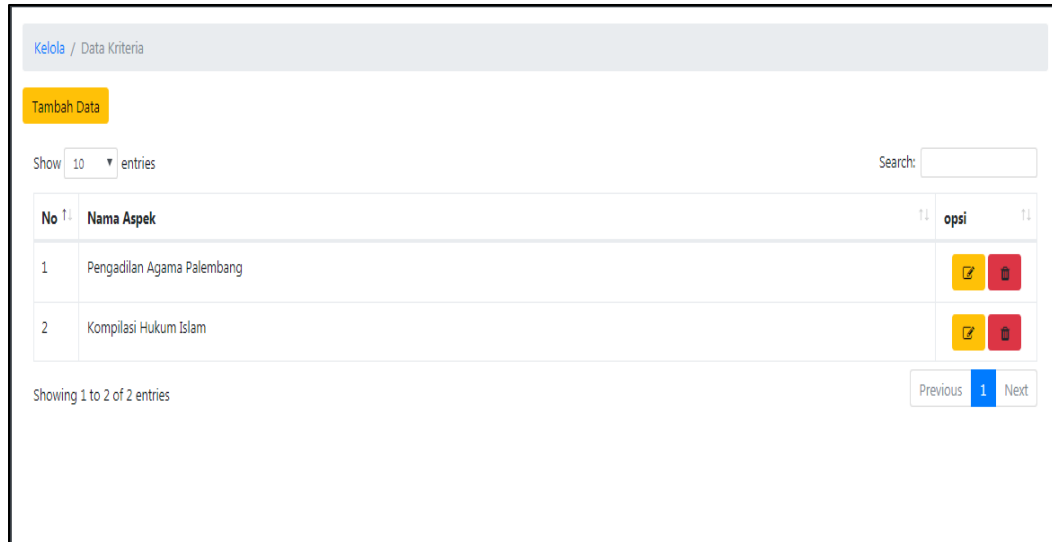 Kelola / Data Kriteria
Tambah Data
Show 10 entries Search:
No Nama Aspek opsi
1 Pengadilan Agama Palembang
2 Kompilasi Hukum Islam
Showing 1 to 2 of 2 entries Previous 1 Next